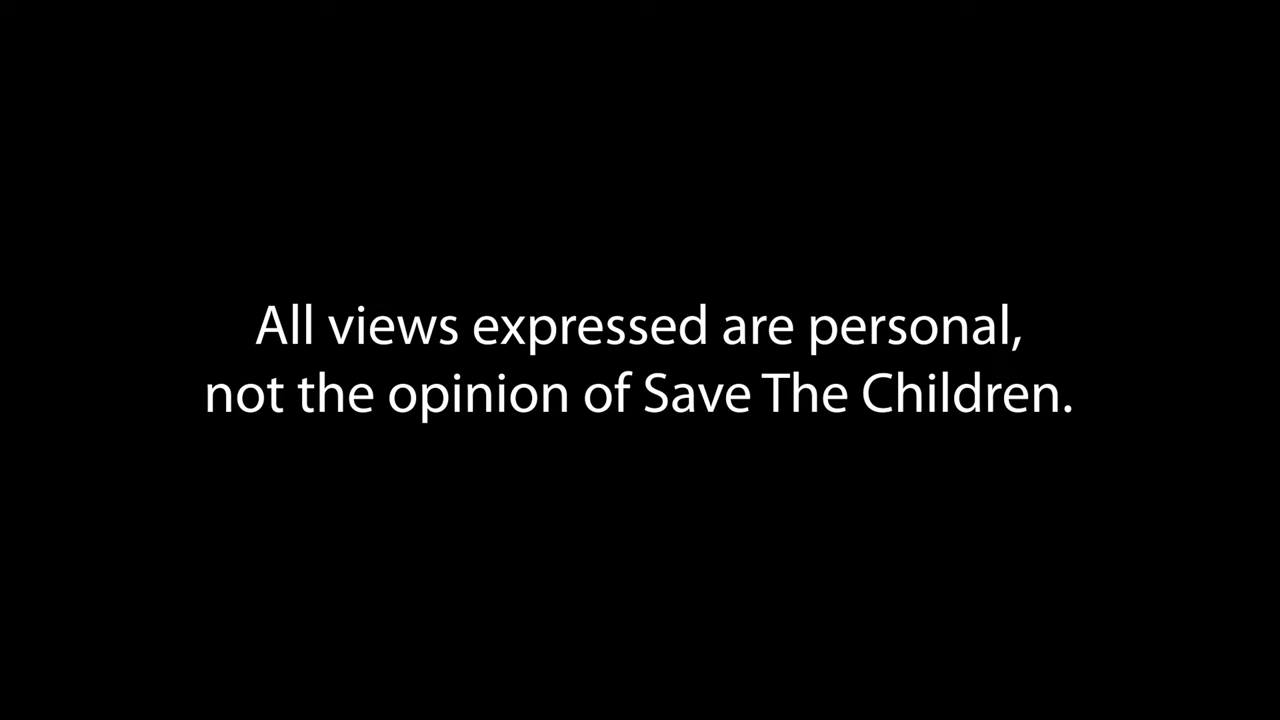 All views expressed are personal,
not the opinion of Save The Children.